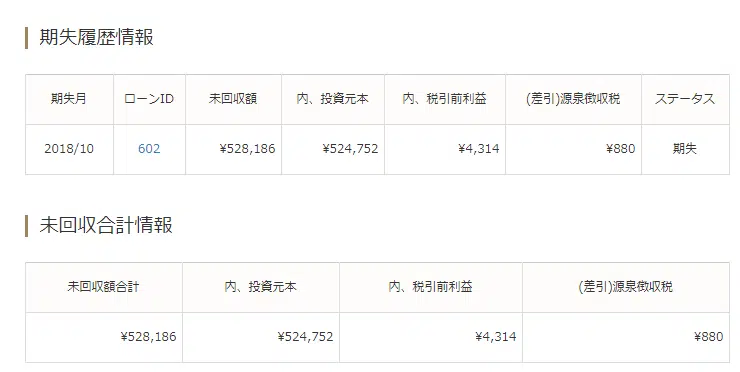 期失履歴情報
期失月 ローンID 未回収額 内、投資元本 内、税引前利益 (差引)源泉徴収税 ステータス
2018/10 602 ¥528,186 ¥524,752 ¥4,314 ¥880 期失
未回収合計情報
未回収額合計 内、投資元本 内、税引前利益 (差引)源泉徴収税
¥528,186 ¥524,752 ¥4,314 ¥880